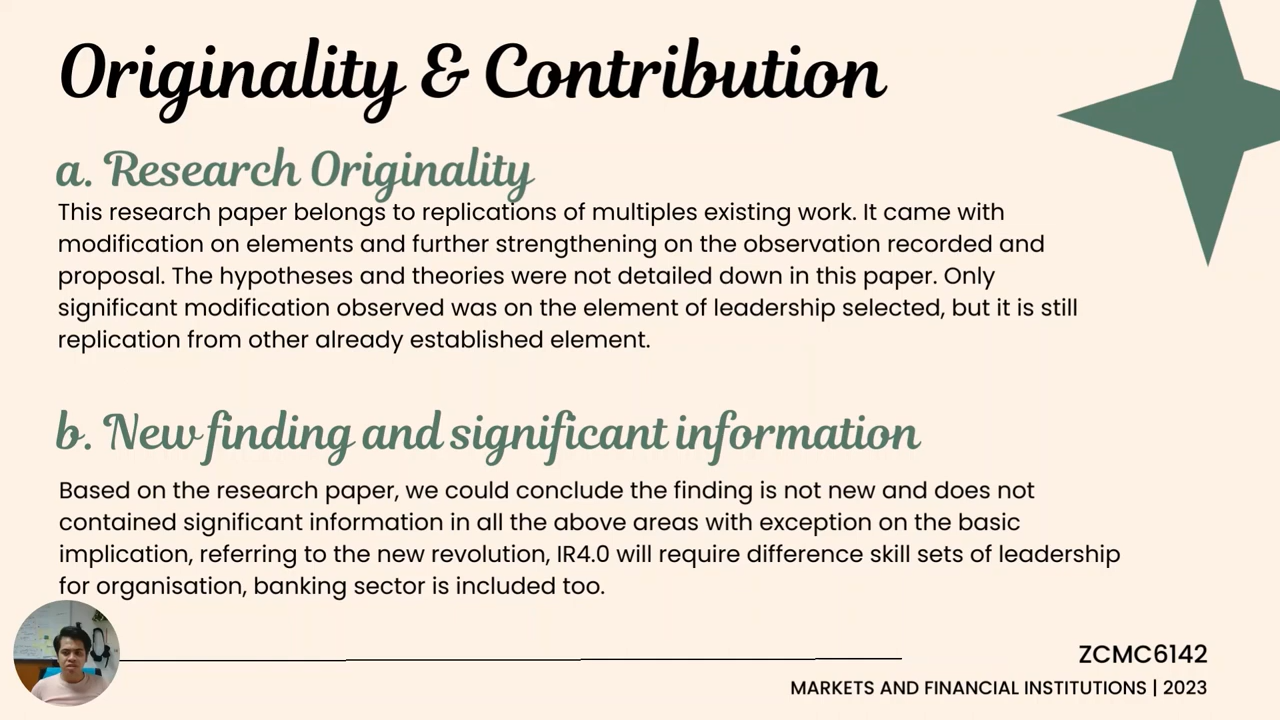 Originality & Contribution
a. Research Originality
This research paper belongs to replications of multiples existing work. It came with
modification on elements and further strengthening on the observation recorded and
proposal. The hypotheses and theories were not detailed down in this paper. Only
significant modification observed was on the element of leadership selected, but it is still
replication from other already established element.
b. New finding and significant information
Based on the research paper, we could conclude the finding is not new and does not
contained significant information in all the above areas with exception on the basic
implication, referring to the new revolution, IR4.0 will require difference skill sets of leadership
for organisation, banking sector is included too.
ZCMC6142
MARKETS AND FINANCIAL INSTITUTIONS | 2023